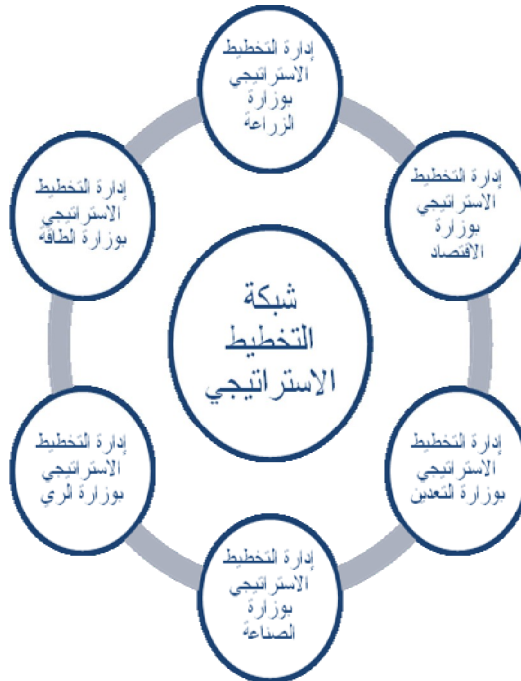 إدارة التخطيط
الاستراتيجي
بوزارة
الزراعة
إدارة التخطيط
الاستراتيجي
بوزارة
الاقتصاد
إدارة التخطيط
الاستراتيجي
بوزارة الطاقة
شبكة
التخطيط
الاستراتيجي
إدارة التخطيط
الاستراتيجي
بوزارة التعدين
إدارة التخطيط
الاستراتيجي
بوزارة الري
إدارة التخطيط
الاستراتيجي
بوزارة
الصناعة